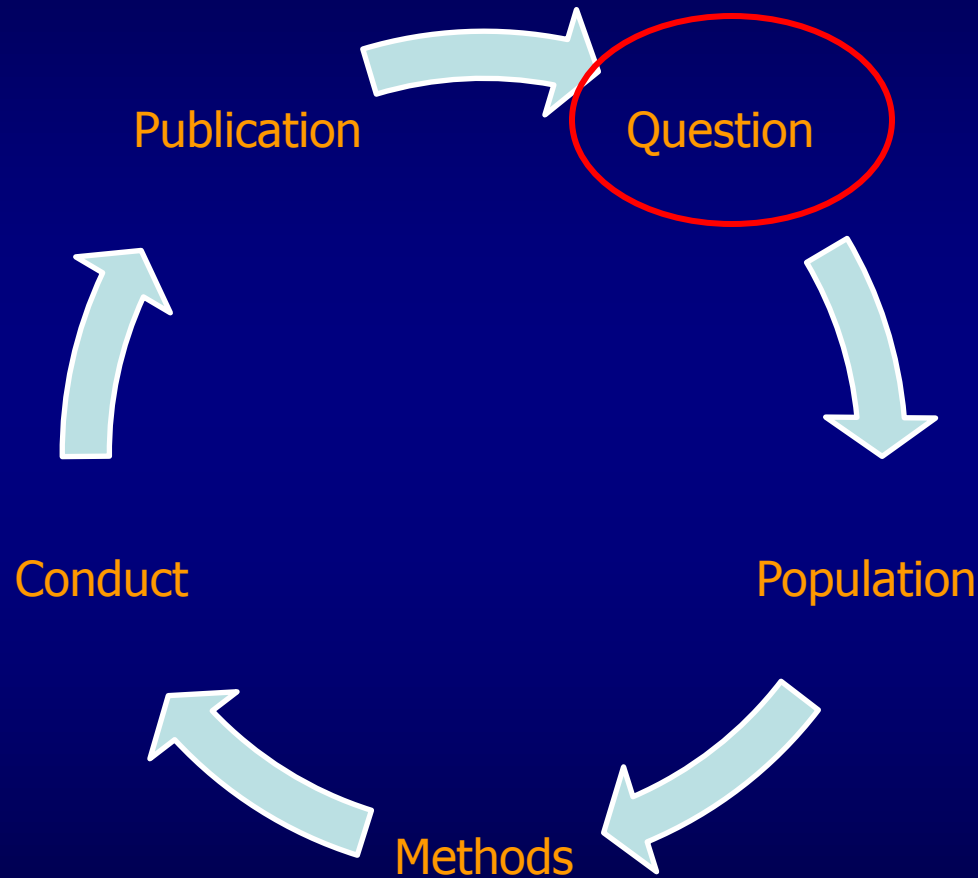 Publication
Question
Conduct
Population
Methods